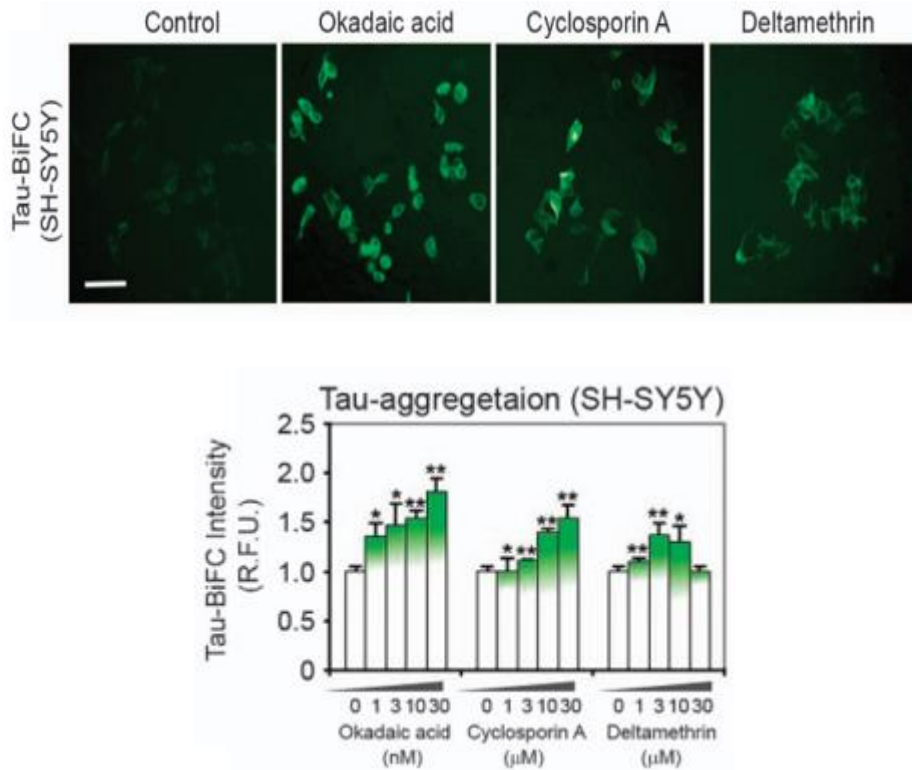 Control Okadaic acid Cyclosporin A Deltamethrin
Tau-BiFC
(SH-SY5Y)
Tau-aggregetaion (SH-SY5Y)
Tau-BiFC Intensity
(R.F.U.)
2.5
2.0
1.5
1.0
0.5
0
* * ** **
* ** ** **
** ** *
0 1 3 10 30 0 1 3 10 30 0 1 3 10 30
Okadaic acid Cyclosporin A Deltamethrin
(nM) (μM) (μM)